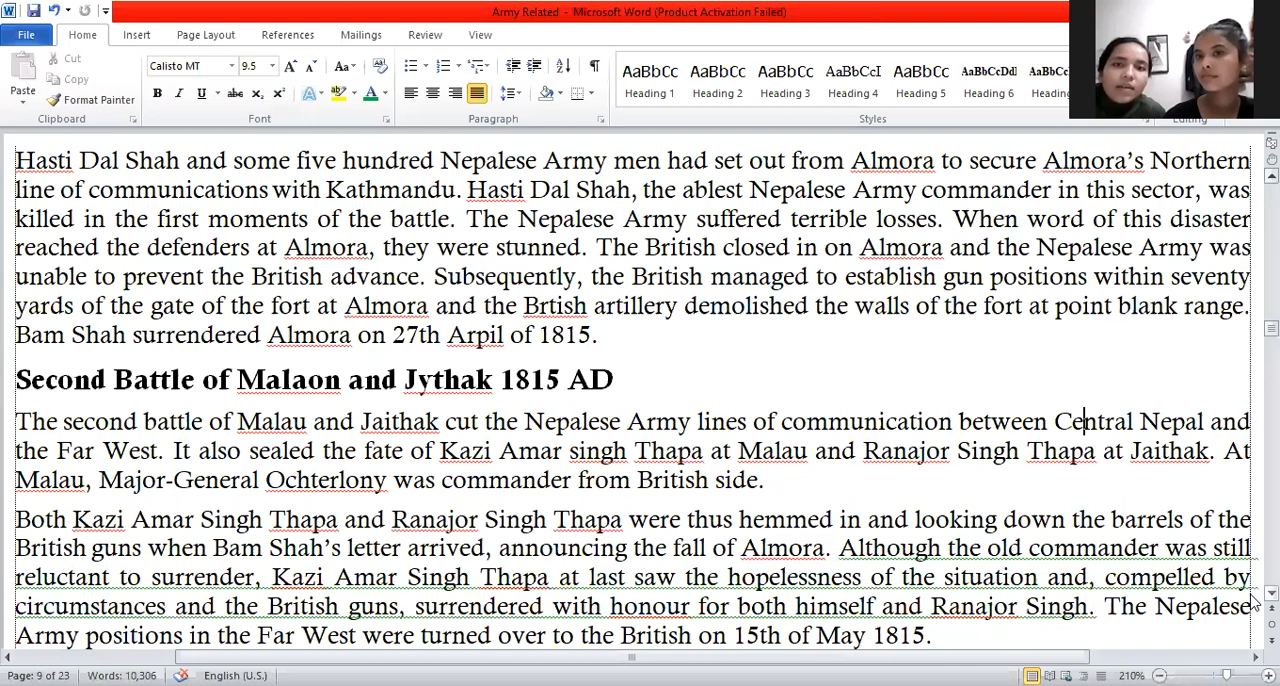 Army Related - Microsoft Word (Product Activation Failed)
File Home Insert Page Layout References Mailings Review View
Paste
Cut
Copy
Format Painter
Calisto MT 9.5
AaBbCc AaBbCc AaBbCc AaBbCcI AaBbCc AaBbCcDd AaBbCc
Heading 1 Heading 2 Heading 3 Heading 4 Heading 5 Heading 6 Heading
Clipboard Font Paragraph Styles Editing
Hasti Dal Shah and some five hundred Nepalese Army men had set out from Almora to secure Almora's Northern
line of communications with Kathmandu. Hasti Dal Shah, the ablest Nepalese Army commander in this sector, was
killed in the first moments of the battle. The Nepalese Army suffered terrible losses. When word of this disaster
reached the defenders at Almora, they were stunned. The British closed in on Almora and the Nepalese Army was
unable to prevent the British advance. Subsequently, the British managed to establish gun positions within seventy
yards of the gate of the fort at Almora and the Brtish artillery demolished the walls of the fort at point blank range.
Bam Shah surrendered Almora on 27th Arpil of 1815.
Second Battle of Malaon and Jythak 1815 AD
The second battle of Malau and Jaithak cut the Nepalese Army lines of communication between Central Nepal and
the Far West. It also sealed the fate of Kazi Amar singh Thapa at Malau and Ranajor Singh Thapa at Jaithak. At
Malau, Major-General Ochterlony was commander from British side.
Both Kazi Amar Singh Thapa and Ranajor Singh Thapa were thus hemmed in and looking down the barrels of the
British guns when Bam Shah's letter arrived, announcing the fall of Almora. Although the old commander was still
reluctant to surrender, Kazi Amar Singh Thapa at last saw the hopelessness of the situation and, compelled by
circumstances and the British guns, surrendered with honour for both himself and Ranajor Singh. The Nepalese
Army positions in the Far West were turned over to the British on 15th of May 1815.
Page: 9 of 23 Words: 10,306 English (U.S.) 210%